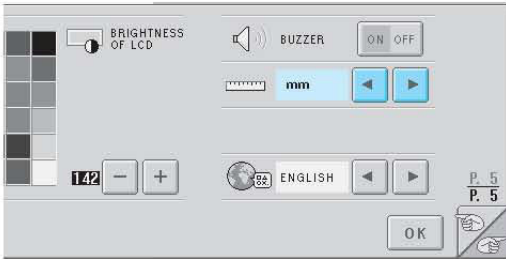 BRIGHTNESS
OF LCD
BUZZER
ON OFF
mm
142 − +
ENGLISH
P. 5
P. 5
OK